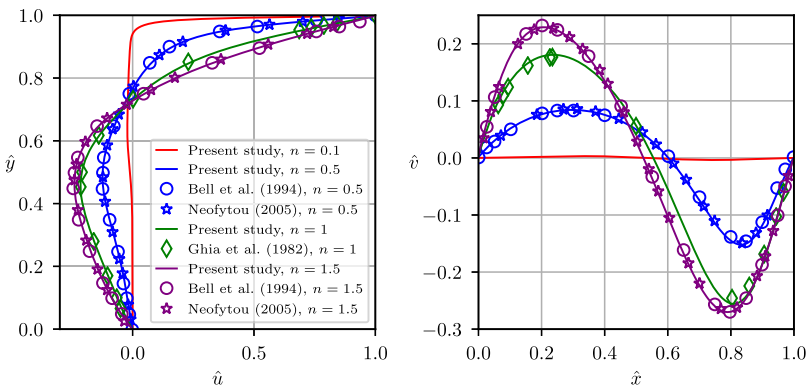 1.0
0.8
0.6
ŷ
0.4
0.2
0.0
0.0
0.5
1.0
û
Present study, n = 0.1
Present study, n = 0.5
Bell et al. (1994), n = 0.5
Neofytou (2005), n = 0.5
Present study, n = 1
Ghia et al. (1982), n = 1
Present study, n = 1.5
Bell et al. (1994), n = 1.5
Neofytou (2005), n = 1.5
0.2
0.1
v̂
0.0
−0.1
−0.2
−0.3
0.0
0.2
0.4
0.6
0.8
1.0
x̂